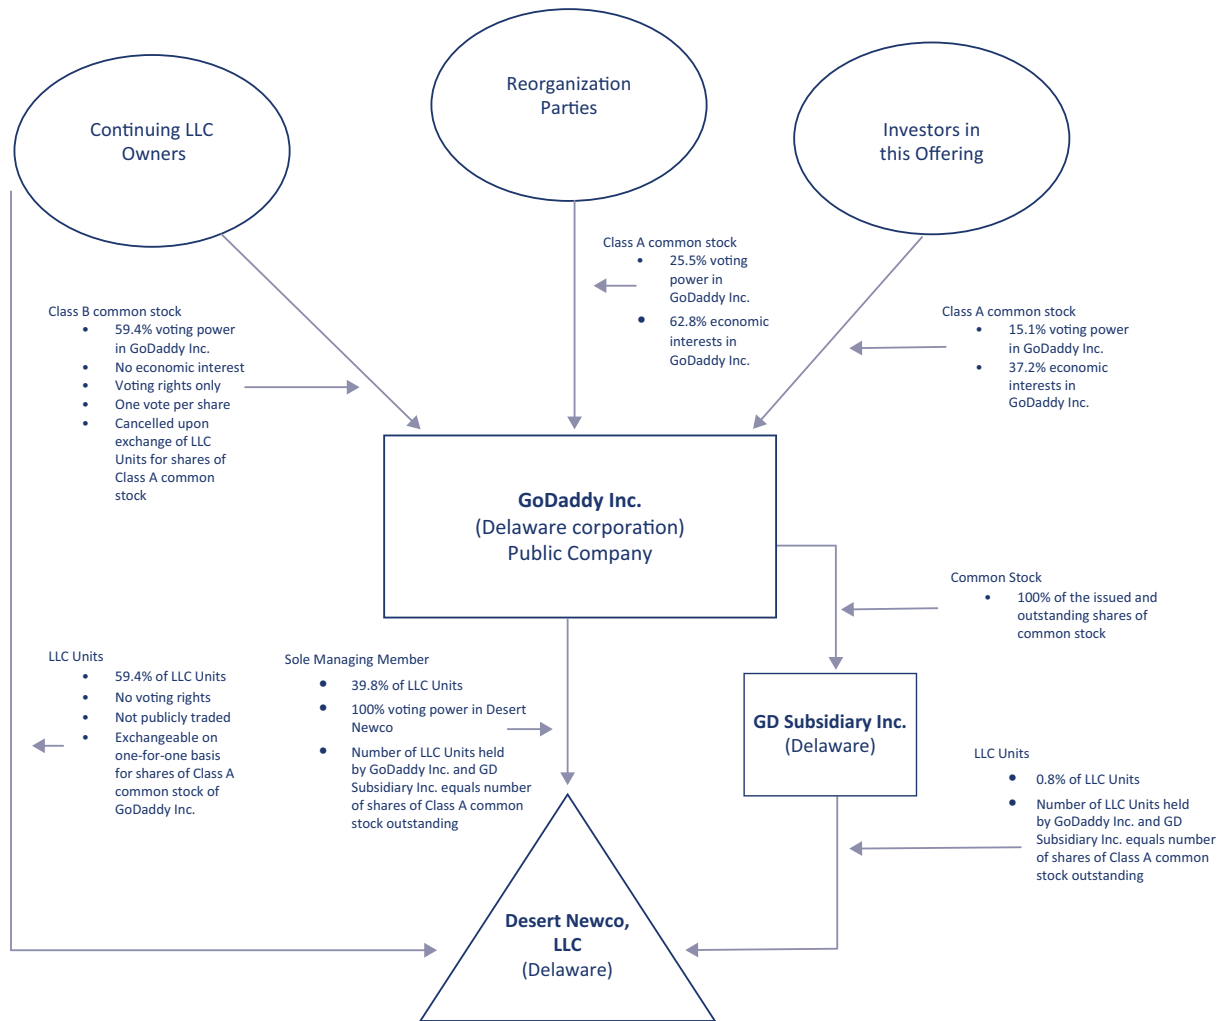 Reorganization
Parties
Continuing LLC
Owners
Investors in
this Offering
Class A common stock
• 25.5% voting
power in
GoDaddy Inc.
• 62.8% economic
interests in
GoDaddy Inc.
Class B common stock
• 59.4% voting power
in GoDaddy Inc.
• No economic interest
• Voting rights only
• One vote per share
• Cancelled upon
exchange of LLC
Units for shares of
Class A common
stock
Class A common stock
• 15.1% voting power
in GoDaddy Inc.
• 37.2% economic
interests in
GoDaddy Inc.
GoDaddy Inc.
(Delaware corporation)
Public Company
Common Stock
• 100% of the issued and
outstanding shares of
common stock
LLC Units
• 59.4% of LLC Units
• No voting rights
• Not publicly traded
• Exchangeable on
one-for-one basis
for shares of Class A
common stock of
GoDaddy Inc.
Sole Managing Member
• 39.8% of LLC Units
• 100% voting power in Desert
Newco
• Number of LLC Units held
by GoDaddy Inc. and GD
Subsidiary Inc. equals number
of shares of Class A common
stock outstanding
GD Subsidiary Inc.
(Delaware)
LLC Units
• 0.8% of LLC Units
• Number of LLC Units held
by GoDaddy Inc. and GD
Subsidiary Inc. equals number
of shares of Class A common
stock outstanding
Desert Newco,
LLC
(Delaware)